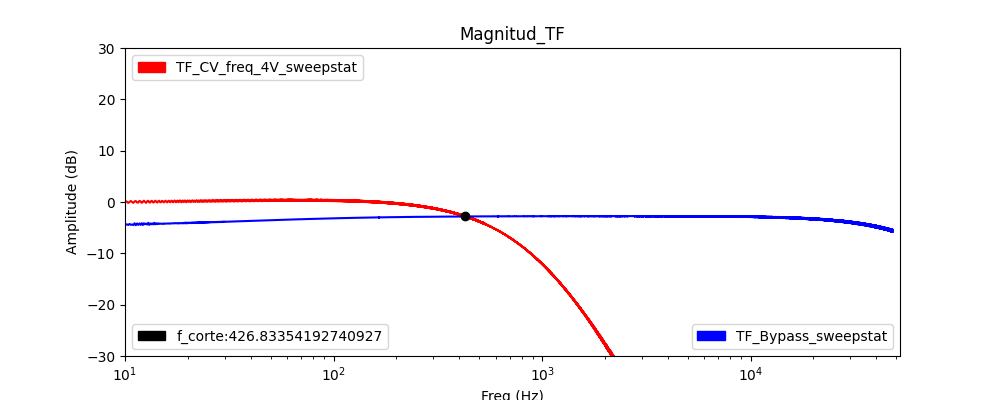 Magnitud_TF
30
20
10
0
−10
−20
−30
Amplitude (dB)
TF_CV_freq_4V_sweepstat
f_corte:426.83354192740927
TF_Bypass_sweepstat
10^1
10^2
10^3
10^4
Freq (Hz)